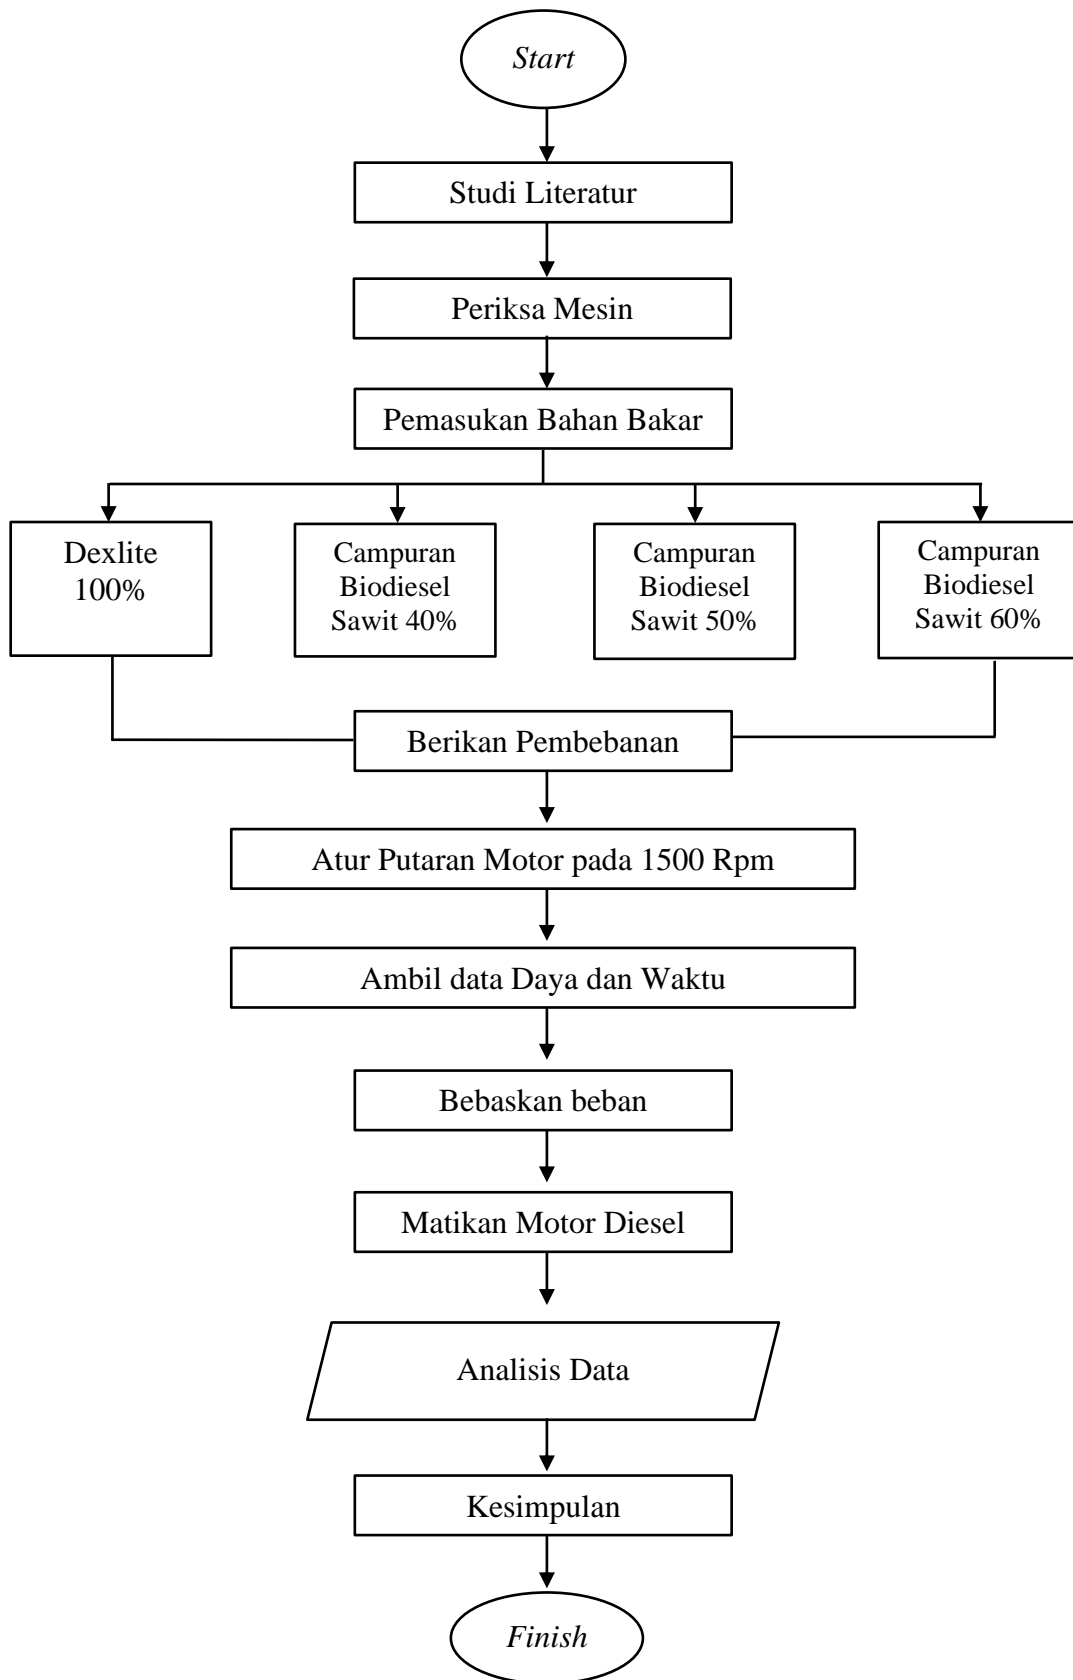 Start
Studi Literatur
Periksa Mesin
Pemasukan Bahan Bakar
Dexlite
100%
Campuran
Biodiesel
Sawit 40%
Campuran
Biodiesel
Sawit 50%
Campuran
Biodiesel
Sawit 60%
Berikan Pembebanan
Atur Putaran Motor pada 1500 Rpm
Ambil data Daya dan Waktu
Bebaskan beban
Matikan Motor Diesel
Analisis Data
Kesimpulan
Finish